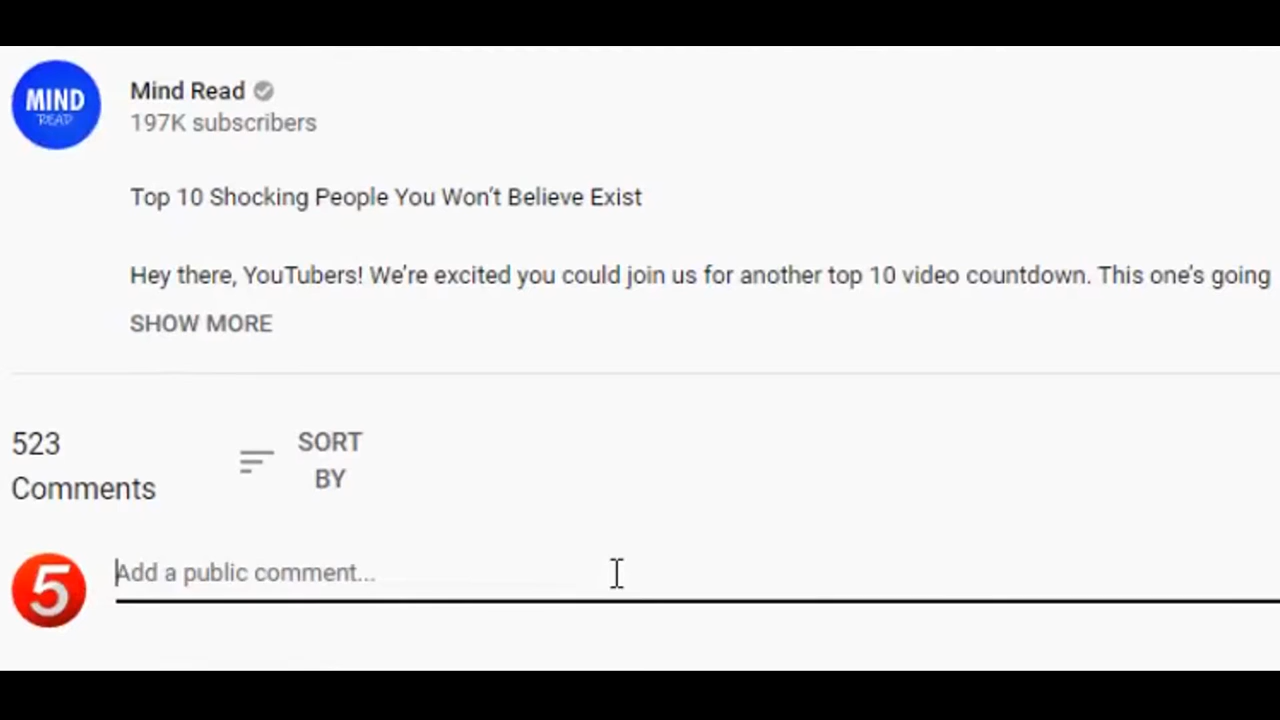 MIND
READ
Mind Read
197K subscribers
Top 10 Shocking People You Won’t Believe Exist
Hey there, YouTubers! We’re excited you could join us for another top 10 video countdown. This one’s going
SHOW MORE
523
Comments
SORT
BY
5
Add a public comment...